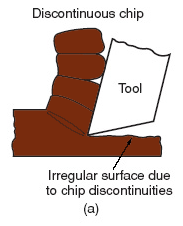 Discontinuous chip
Tool
Irregular surface due
to chip discontinuities
(a)